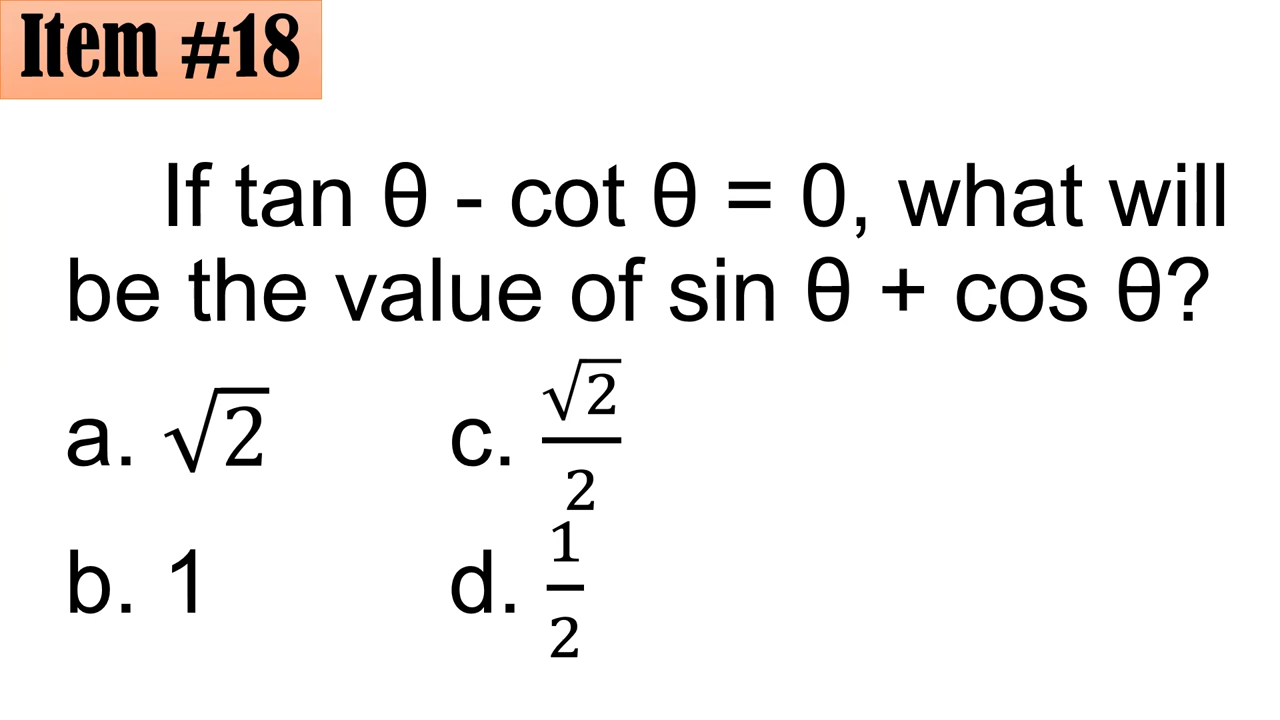 Item #18
If tan θ - cot θ = 0, what will
be the value of sin θ + cos θ?
a. √2 c. √2/2
b. 1 d. 1/2